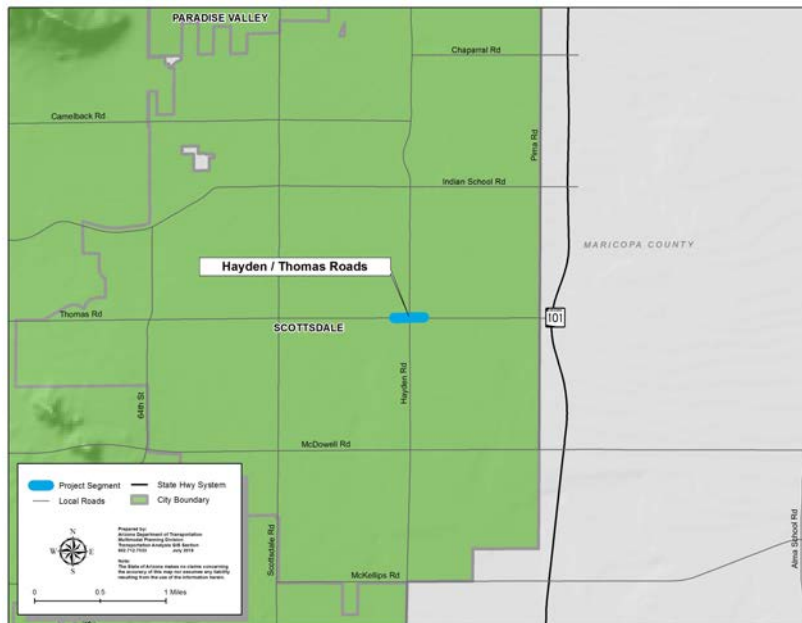 PARADISE VALLEY
Chaparral Rd
Camelback Rd
Pima Rd
Indian School Rd
MARICOPA COUNTY
Hayden / Thomas Roads
Thomas Rd
SCOTTSDALE
101
Hayden Rd
64th St
McDowell Rd
Project Segment
State Hwy System
Local Roads
City Boundary
N
W E
S
Prepared by:
Arizona Department of Transportation
Multimodal Planning Division
Transportation Analysis GIS Section
July 2019
Note:
The State of Arizona makes no claims concerning
the accuracy of this map nor assumes any liability
resulting from the use of the information herein.
0 0.5 1 Miles
Scottsdale Rd
McKellips Rd
Alma School Rd